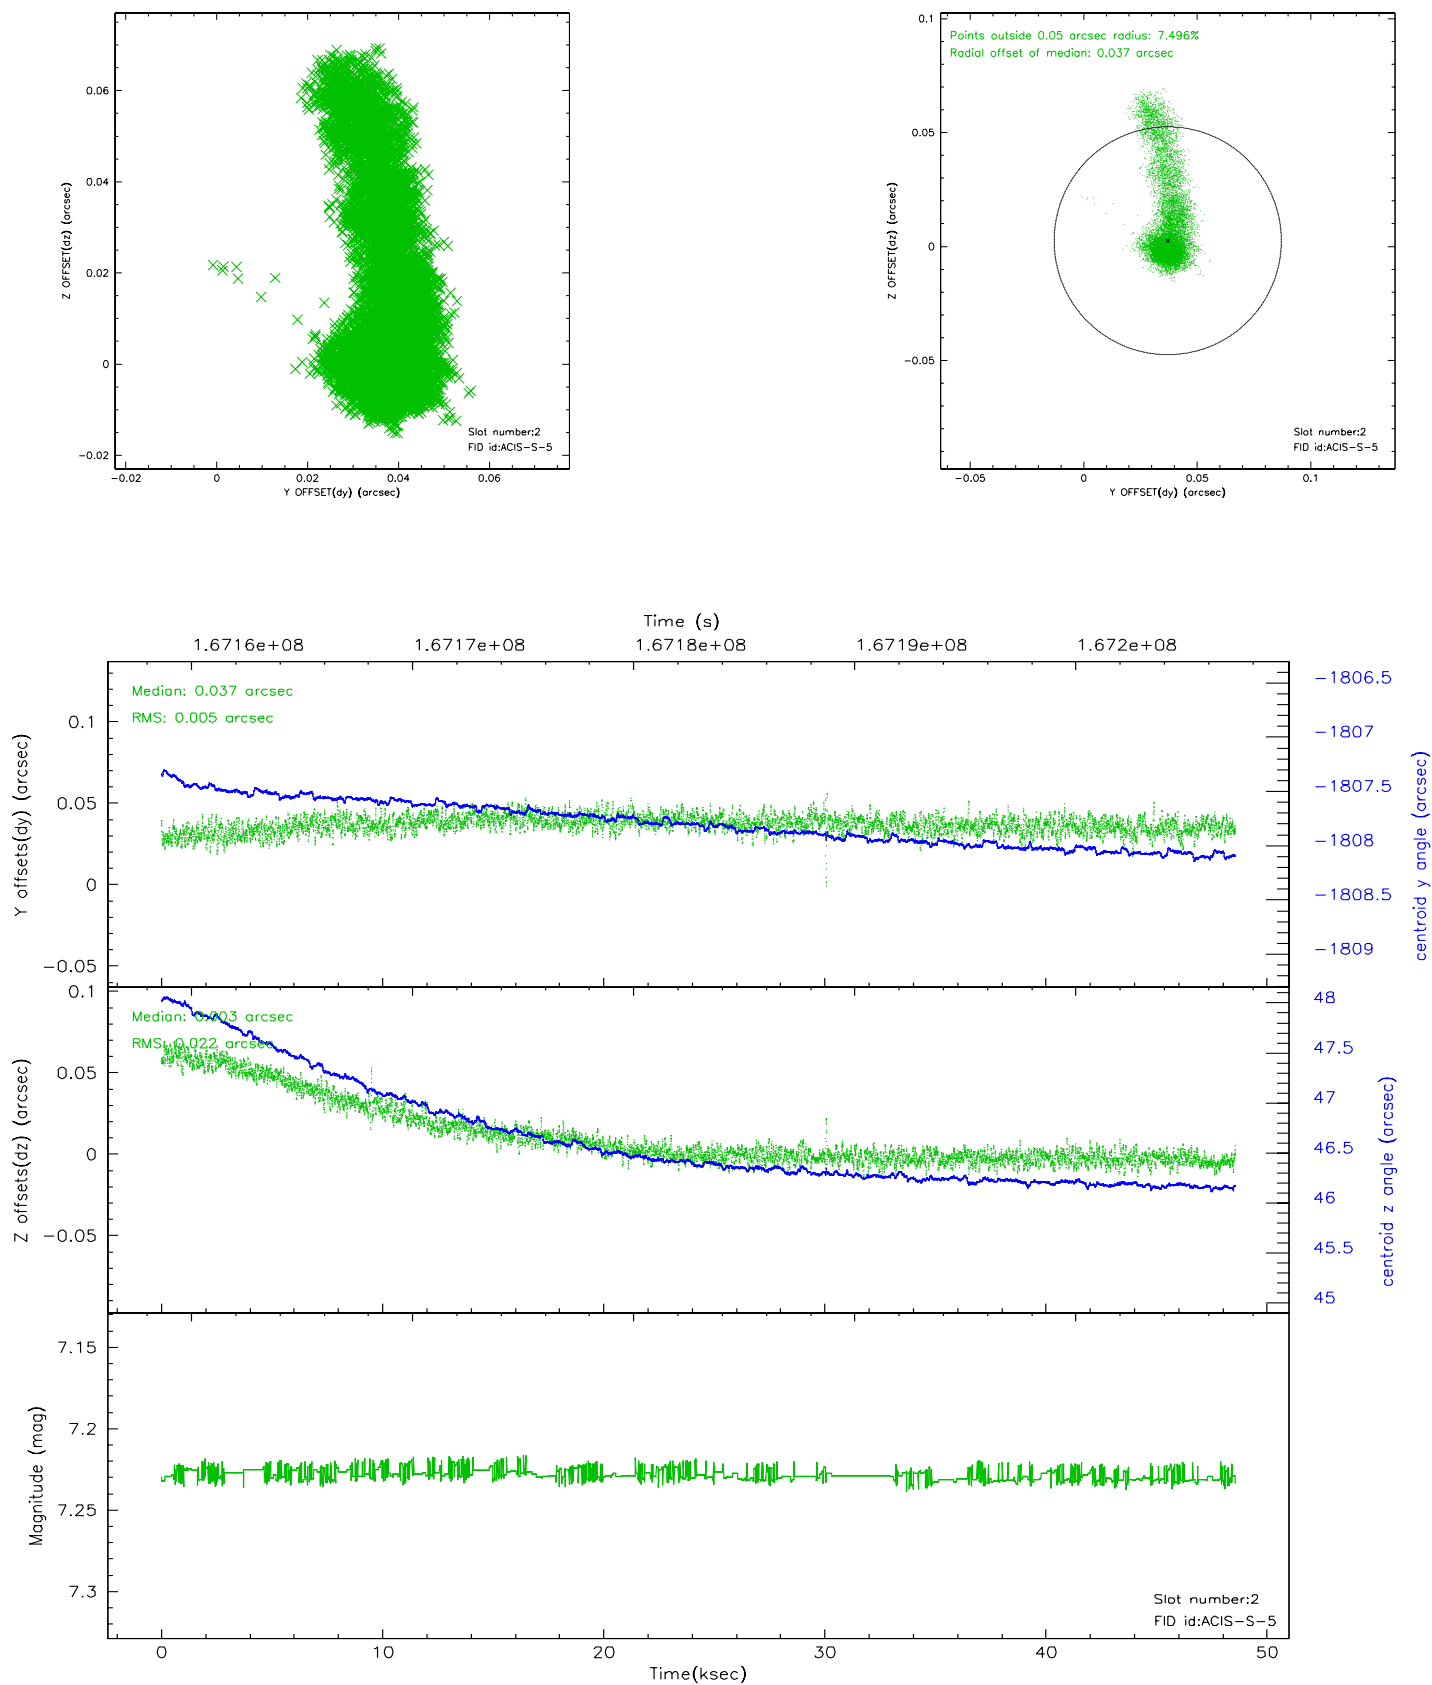 0.06
0.04
0.02
0
−0.02
Z OFFSET(dz) (arcsec)
−0.02
0
0.02
0.04
0.06
Y OFFSET(dy) (arcsec)
Slot number:2
FID id:ACIS−S−5
0.1
0.05
0
−0.05
Z OFFSET(dz) (arcsec)
Points outside 0.05 arcsec radius: 7.496%
Radial offset of median: 0.037 arcsec
Slot number:2
FID id:ACIS−S−5
−0.05
0
0.05
0.1
Y OFFSET(dy) (arcsec)
Time (s)
1.6716e+08
1.6717e+08
1.6718e+08
1.6719e+08
1.672e+08
Median: 0.037 arcsec
RMS: 0.005 arcsec
0.1
0.05
0
−0.05
Y offsets(dy) (arcsec)
−1806.5
−1807
−1807.5
−1808
−1808.5
−1809
centroid y angle (arcsec)
Median: 0.003 arcsec
RMS: 0.022 arcsec
0.1
0.05
0
−0.05
Z offsets(dz) (arcsec)
48
47.5
47
46.5
46
45.5
45
centroid z angle (arcsec)
7.15
7.2
7.25
7.3
Magnitude (mag)
Slot number:2
FID id:ACIS−S−5
0
10
20
30
40
50
Time(ksec)